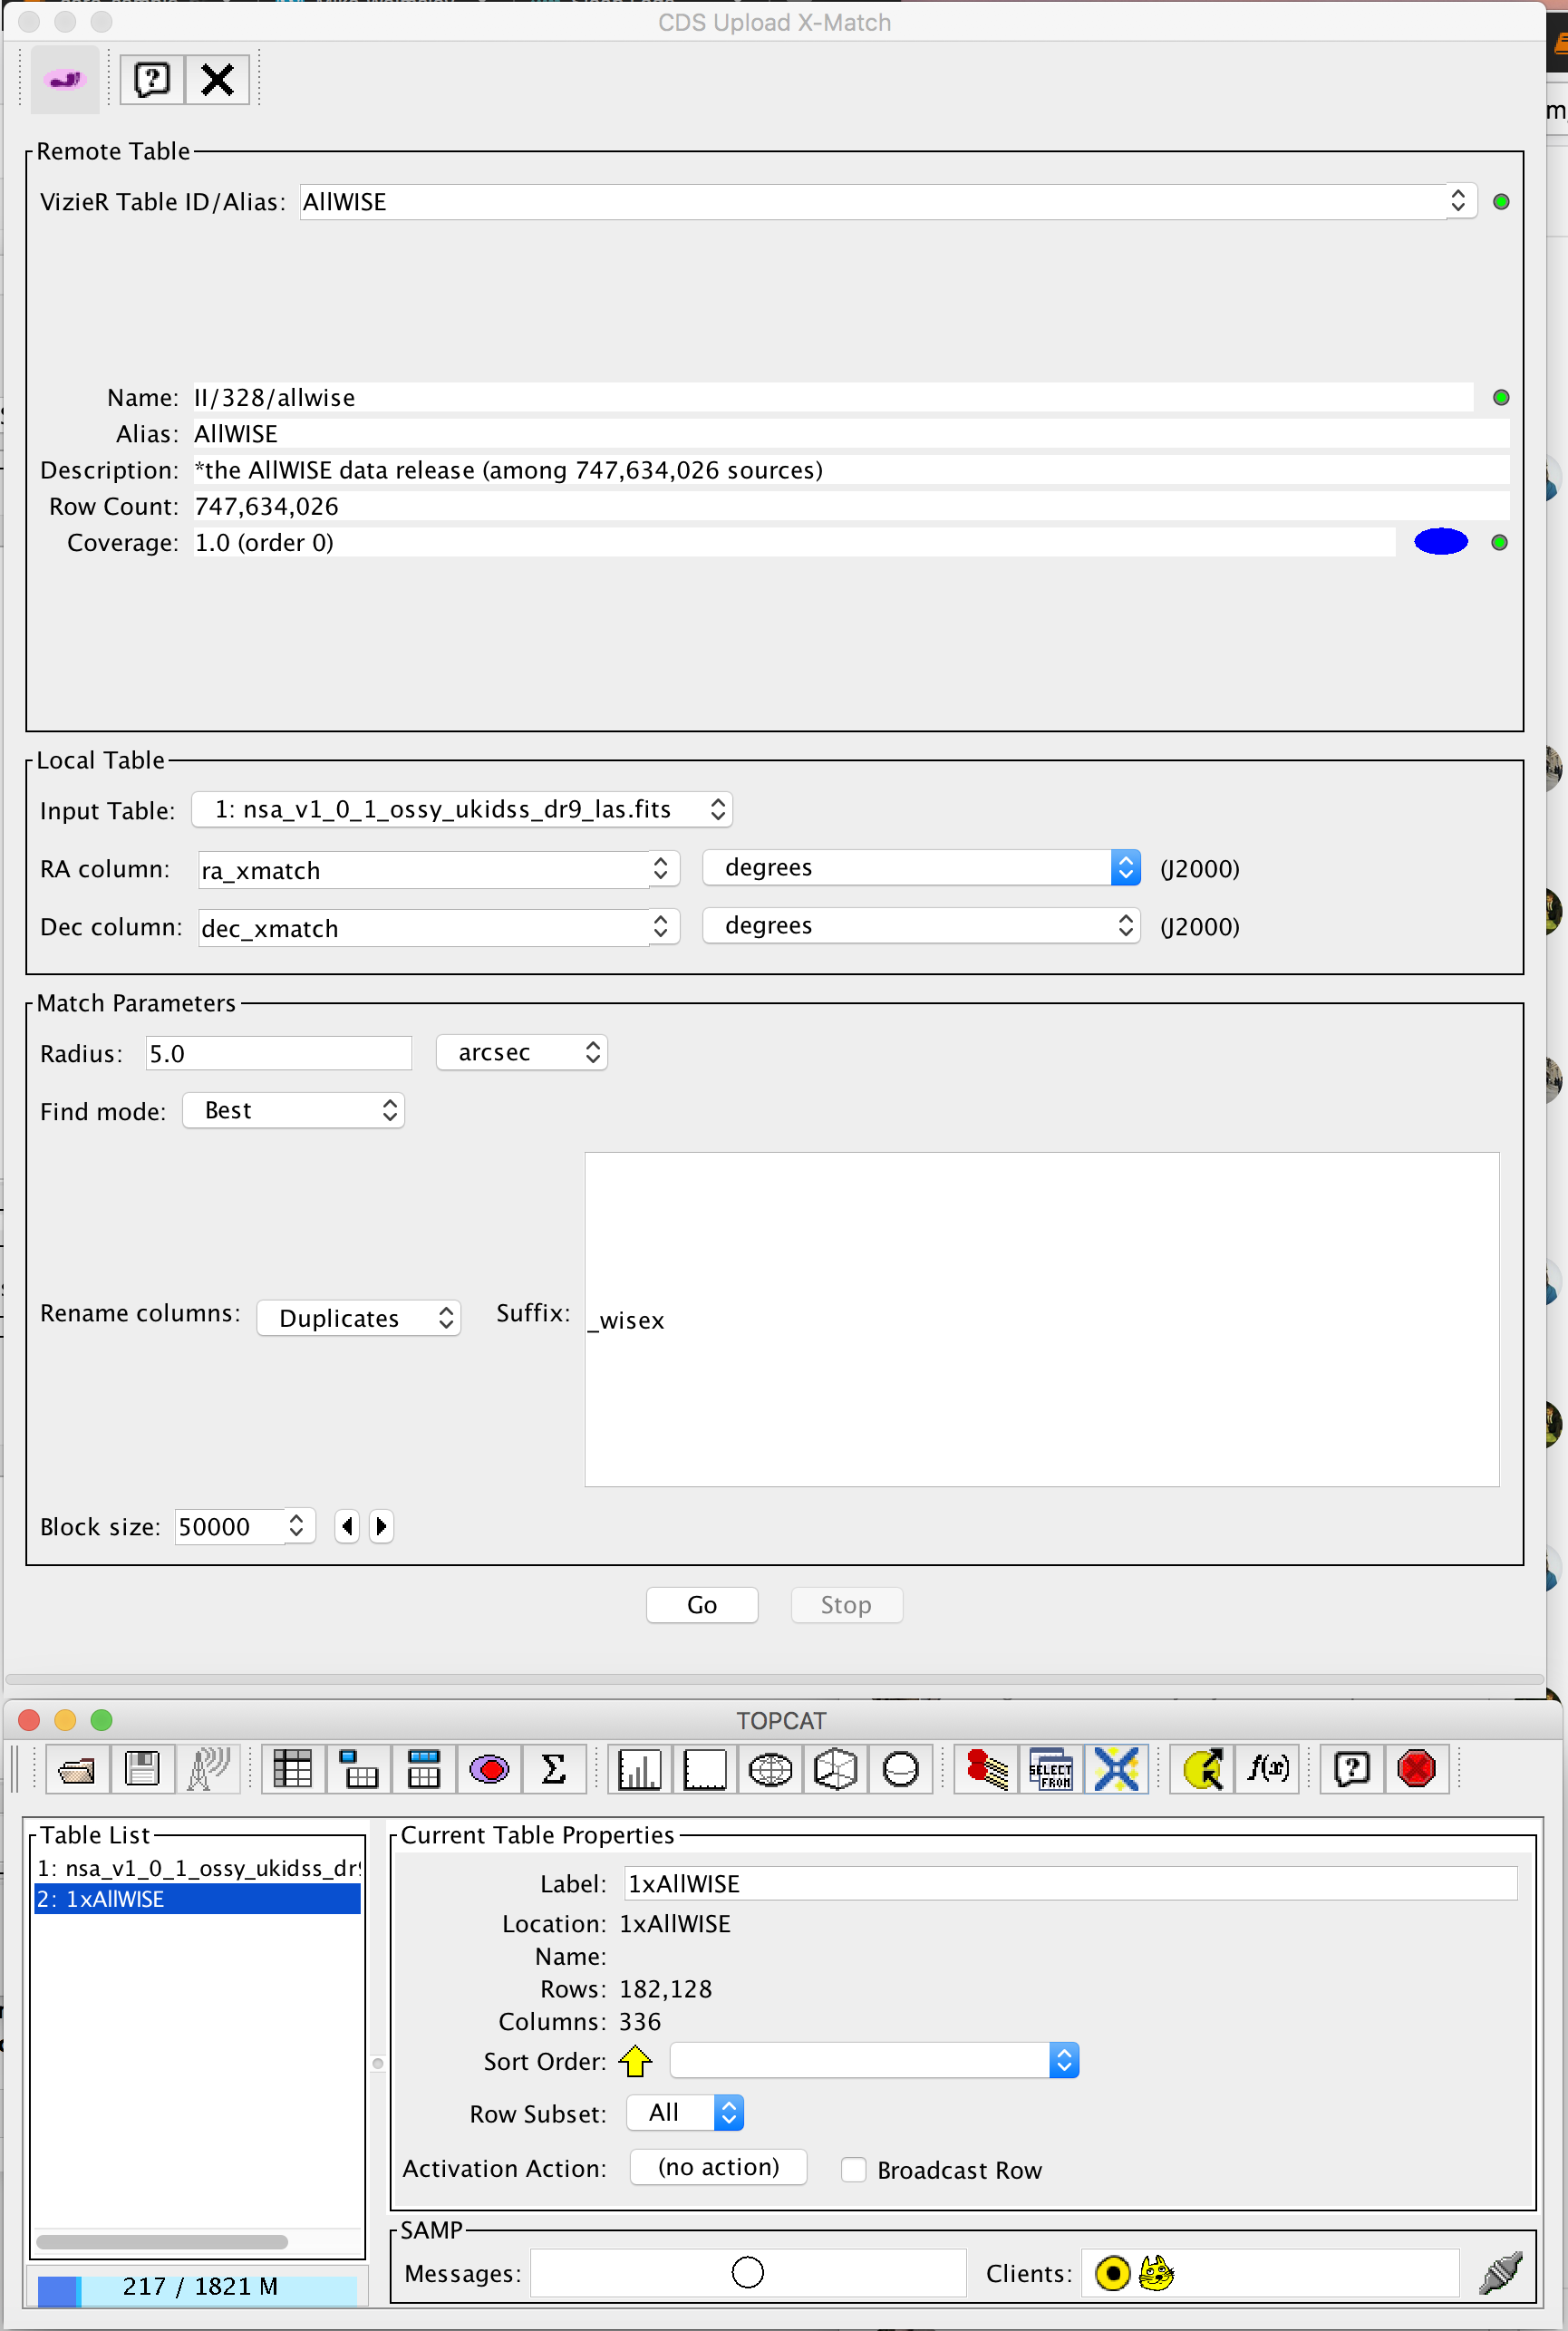 CDS Upload X-Match
Remote Table
VizieR Table ID/Alias: AllWISE
Name: II/328/allwise
Alias: AllWISE
Description: *the AllWISE data release (among 747,634,026 sources)
Row Count: 747,634,026
Coverage: 1.0 (order 0)
Local Table
Input Table: 1: nsa_v1_0_1_ossy_ukidss_dr9_las.fits
RA column: ra_xmatch degrees (J2000)
Dec column: dec_xmatch degrees (J2000)
Match Parameters
Radius: 5.0 arcsec
Find mode: Best
Rename columns: Duplicates Suffix: _wisex
Block size: 50000
Go Stop
TOPCAT
SELECT FROM
f(x)
Table List
1: nsa_v1_0_1_ossy_ukidss_dr
2: 1xAllWISE
217 / 1821 M
Current Table Properties
Label: 1xAllWISE
Location: 1xAllWISE
Name:
Rows: 182,128
Columns: 336
Sort Order:
Row Subset: All
Activation Action: (no action) Broadcast Row
SAMP
Messages: Clients: